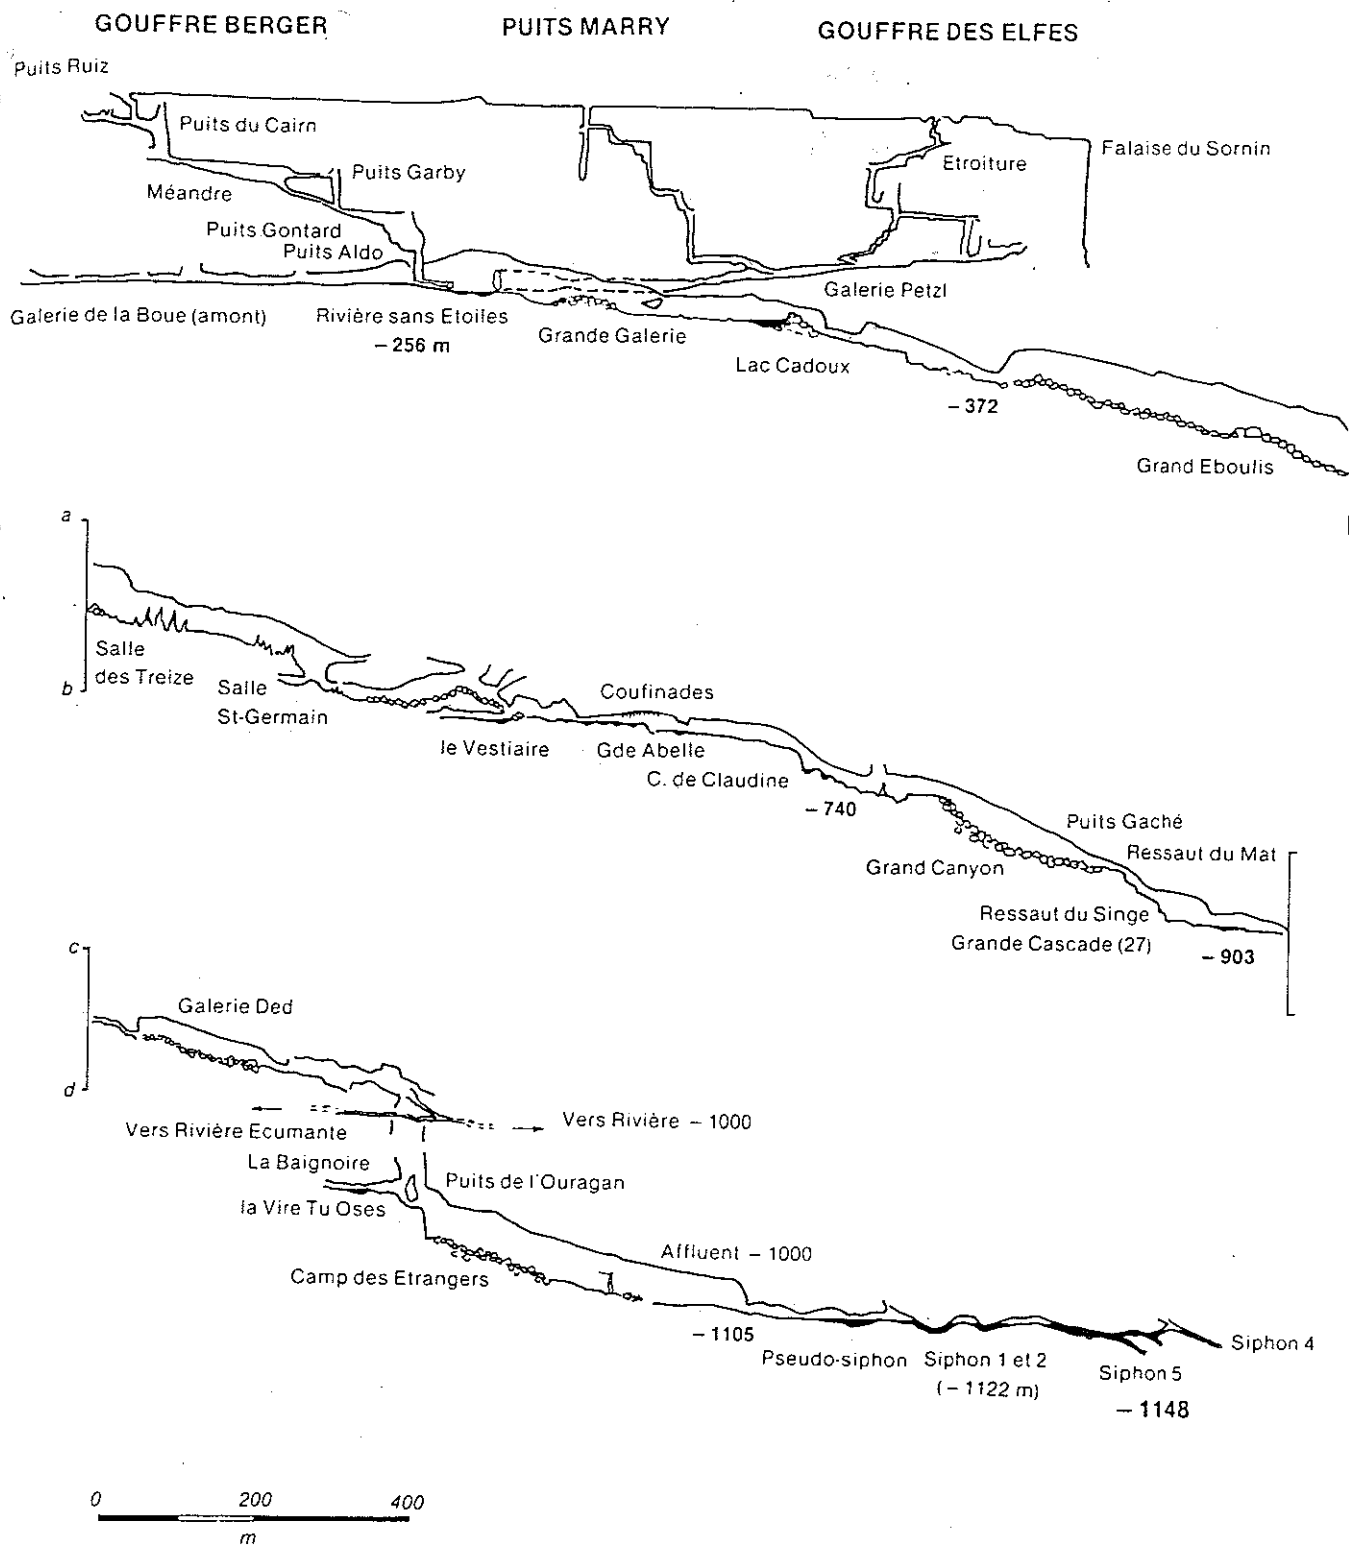 GOUFFRE BERGER
PUITS MARRY
GOUFFRE DES ELFES
Puits Ruiz
Puits du Cairn
Falaise du Sornin
Etroiture
Puits Garby
Méandre
Puits Gontard
Puits Aldo
Galerie Petzl
Galerie de la Boue (amont)
Rivière sans Etoiles
– 256 m
Grande Galerie
Lac Cadoux
– 372
Grand Eboulis
a
b
Salle
des Treize
Salle
St-Germain
Coufinades
le Vestiaire
Gde Abelle
C. de Claudine
– 740
Puits Gaché
Ressaut du Mat
Grand Canyon
Ressaut du Singe
Grande Cascade (27)
– 903
c
d
Galerie Ded
Vers Rivière – 1000
Vers Rivière Ecumante
La Baignoire
Puits de l'Ouragan
la Vire Tu Oses
Affluent – 1000
Camp des Etrangers
– 1105
Pseudo-siphon
Siphon 1 et 2
(– 1122 m)
Siphon 4
Siphon 5
– 1148
0 200 400
m